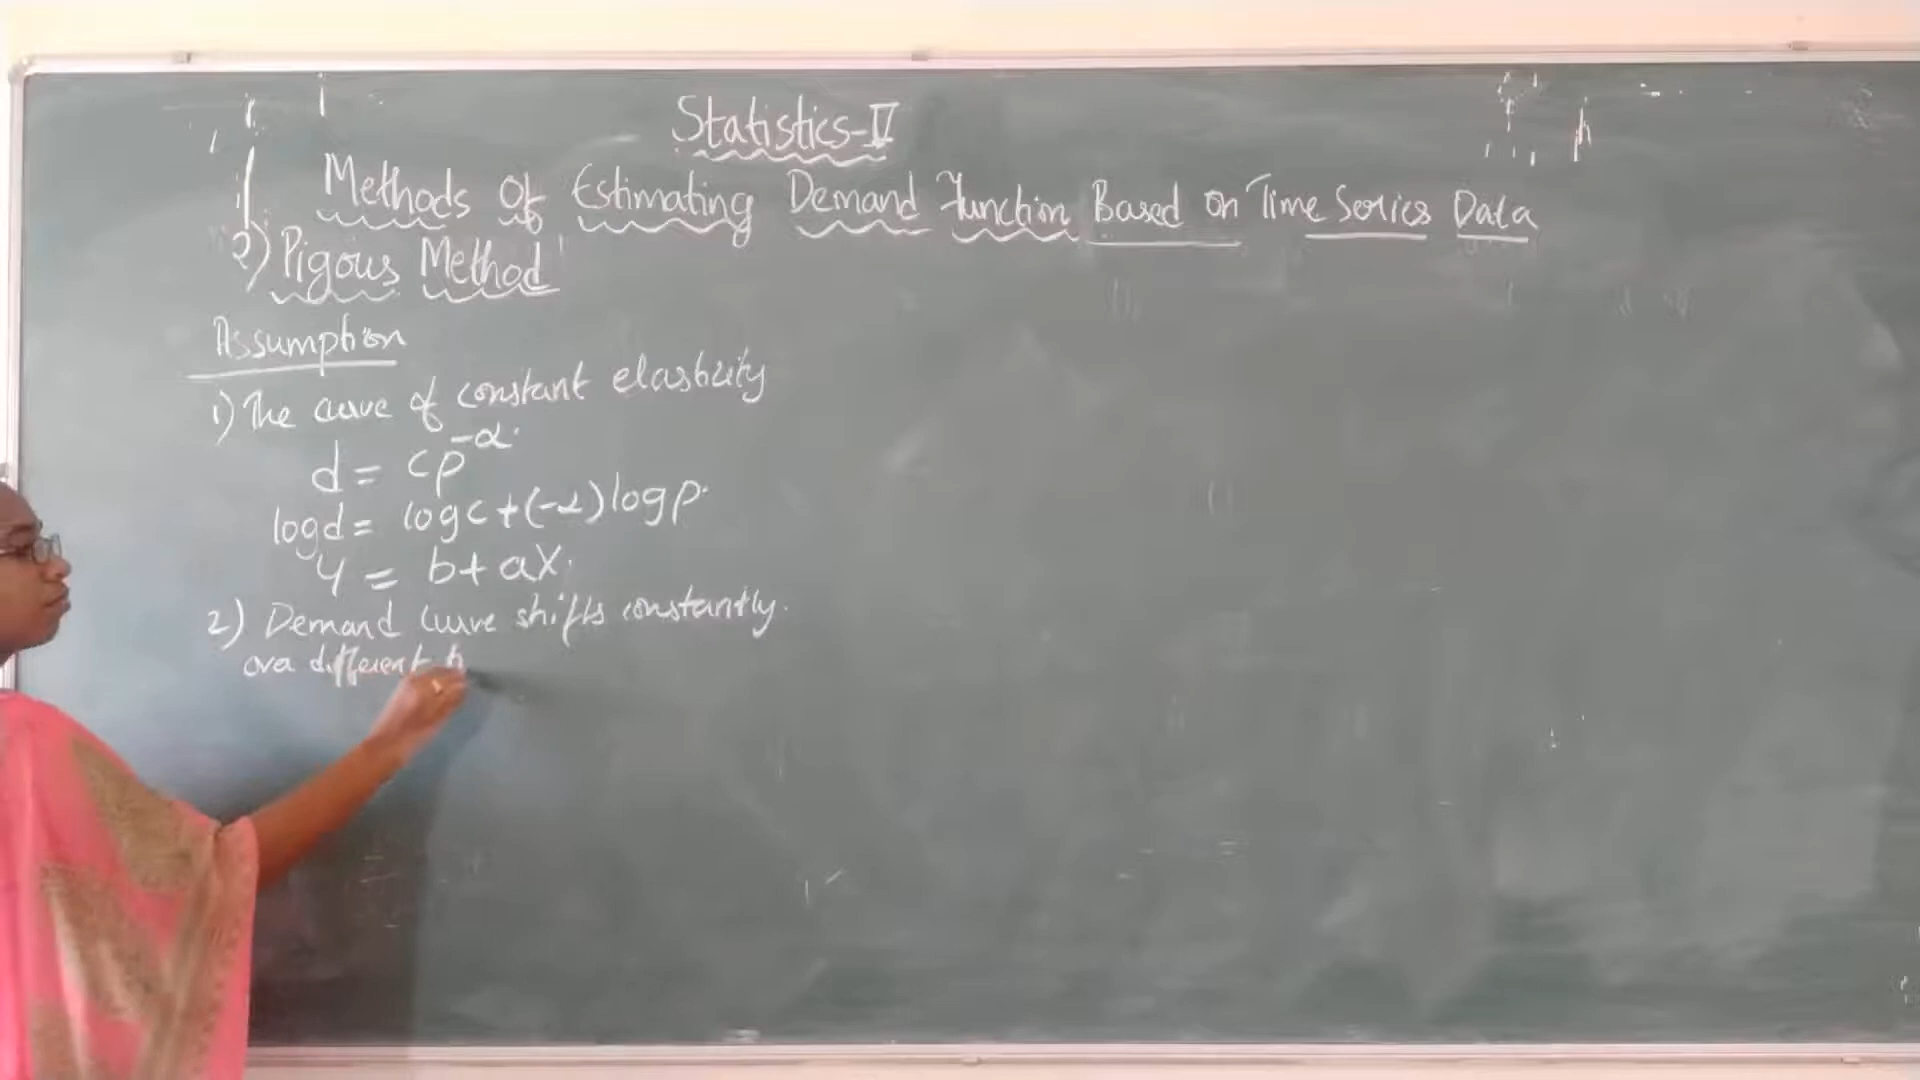 Statistics-IV
Methods Of Estimating Demand Function Based on Time Series Data
2) Pigous Method
Assumption
1) The curve of constant elasticity
d = cp^-α
log d = log c + (-α) log p.
Y = b + aX.
2) Demand curve shifts constantly.
over different